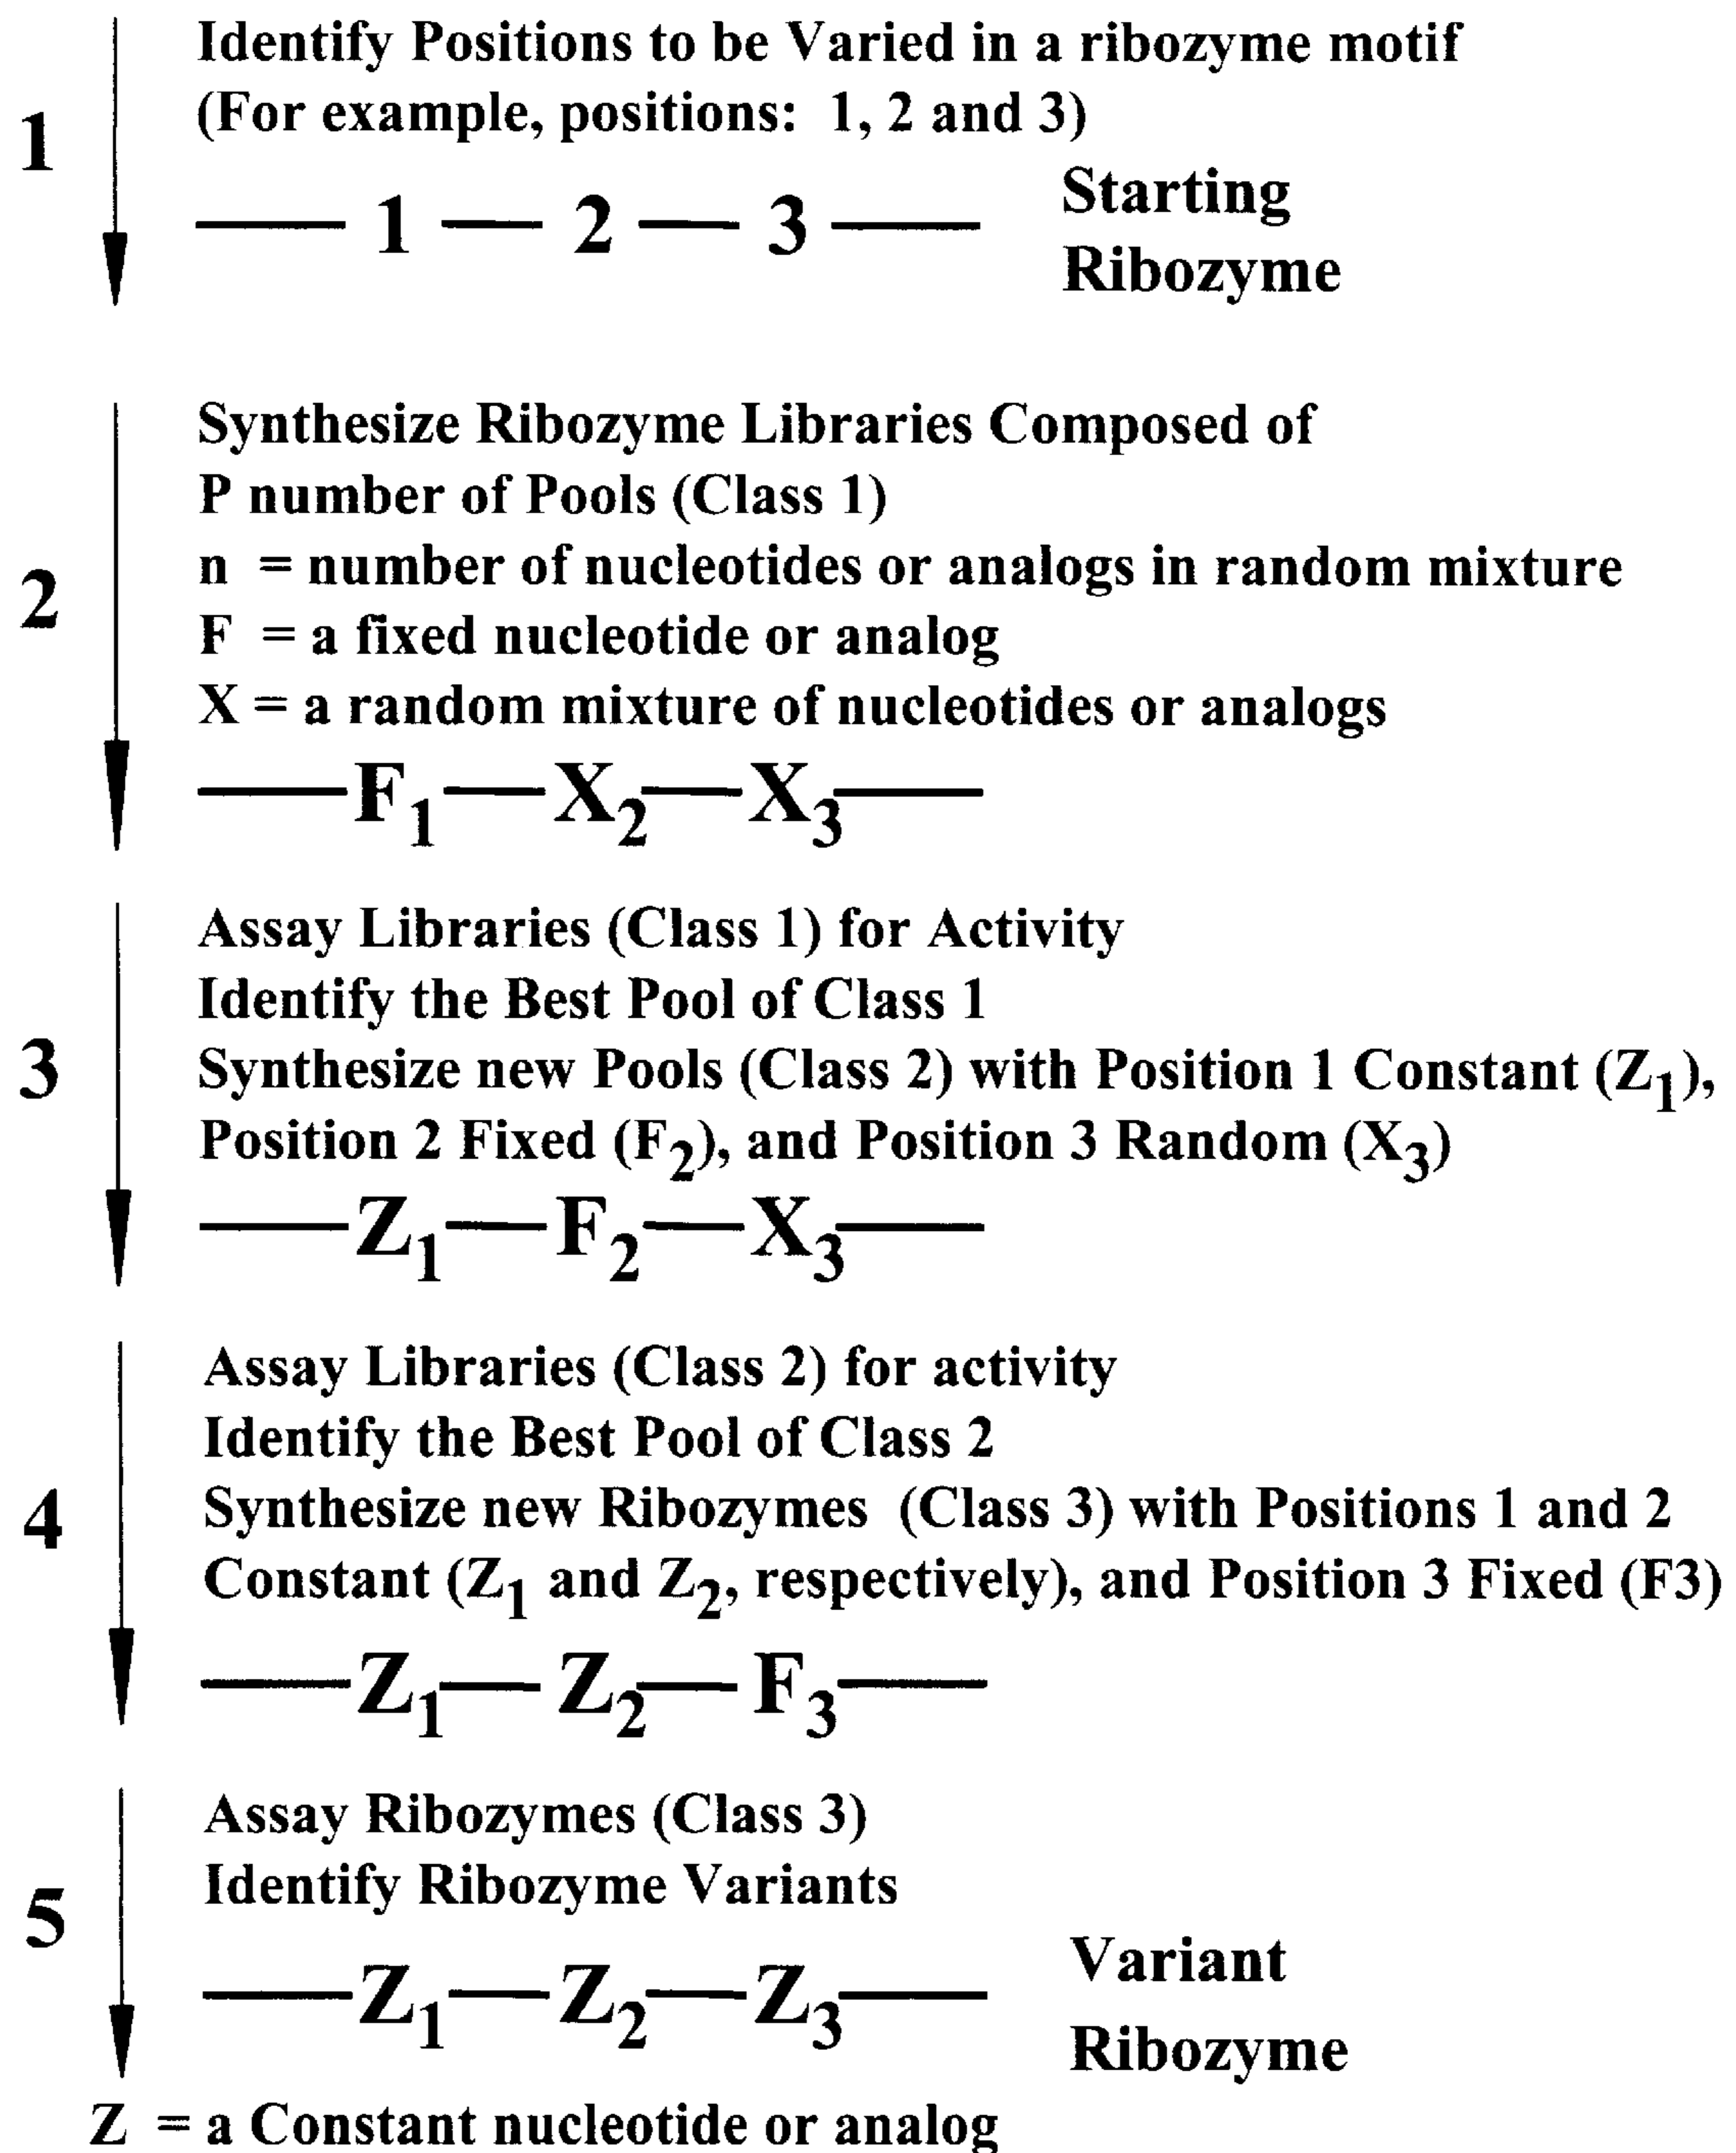 Identify Positions to be Varied in a ribozyme motif
(For example, positions: 1, 2 and 3)
1
— 1 — 2 — 3 —
Starting
Ribozyme
Synthesize Ribozyme Libraries Composed of
P number of Pools (Class 1)
n = number of nucleotides or analogs in random mixture
2
F = a fixed nucleotide or analog
X = a random mixture of nucleotides or analogs
—F₁—X₂—X₃—
Assay Libraries (Class 1) for Activity
Identify the Best Pool of Class 1
3
Synthesize new Pools (Class 2) with Position 1 Constant (Z₁),
Position 2 Fixed (F₂), and Position 3 Random (X₃)
—Z₁—F₂—X₃—
Assay Libraries (Class 2) for activity
Identify the Best Pool of Class 2
4
Synthesize new Ribozymes (Class 3) with Positions 1 and 2
Constant (Z₁ and Z₂, respectively), and Position 3 Fixed (F3)
—Z₁—Z₂—F₃—
Assay Ribozymes (Class 3)
Identify Ribozyme Variants
5
—Z₁—Z₂—Z₃—
Variant
Ribozyme
Z = a Constant nucleotide or analog